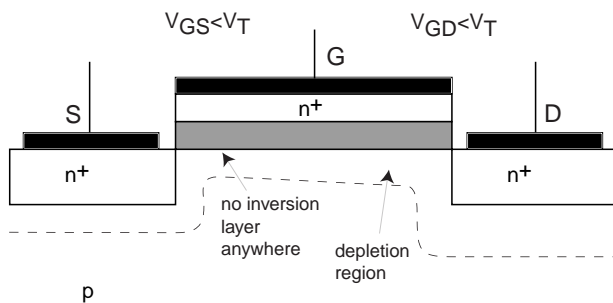 VGS<VT
VGD<VT
G
S
n+
D
n+
n+
no inversion
layer
anywhere
depletion
region
p